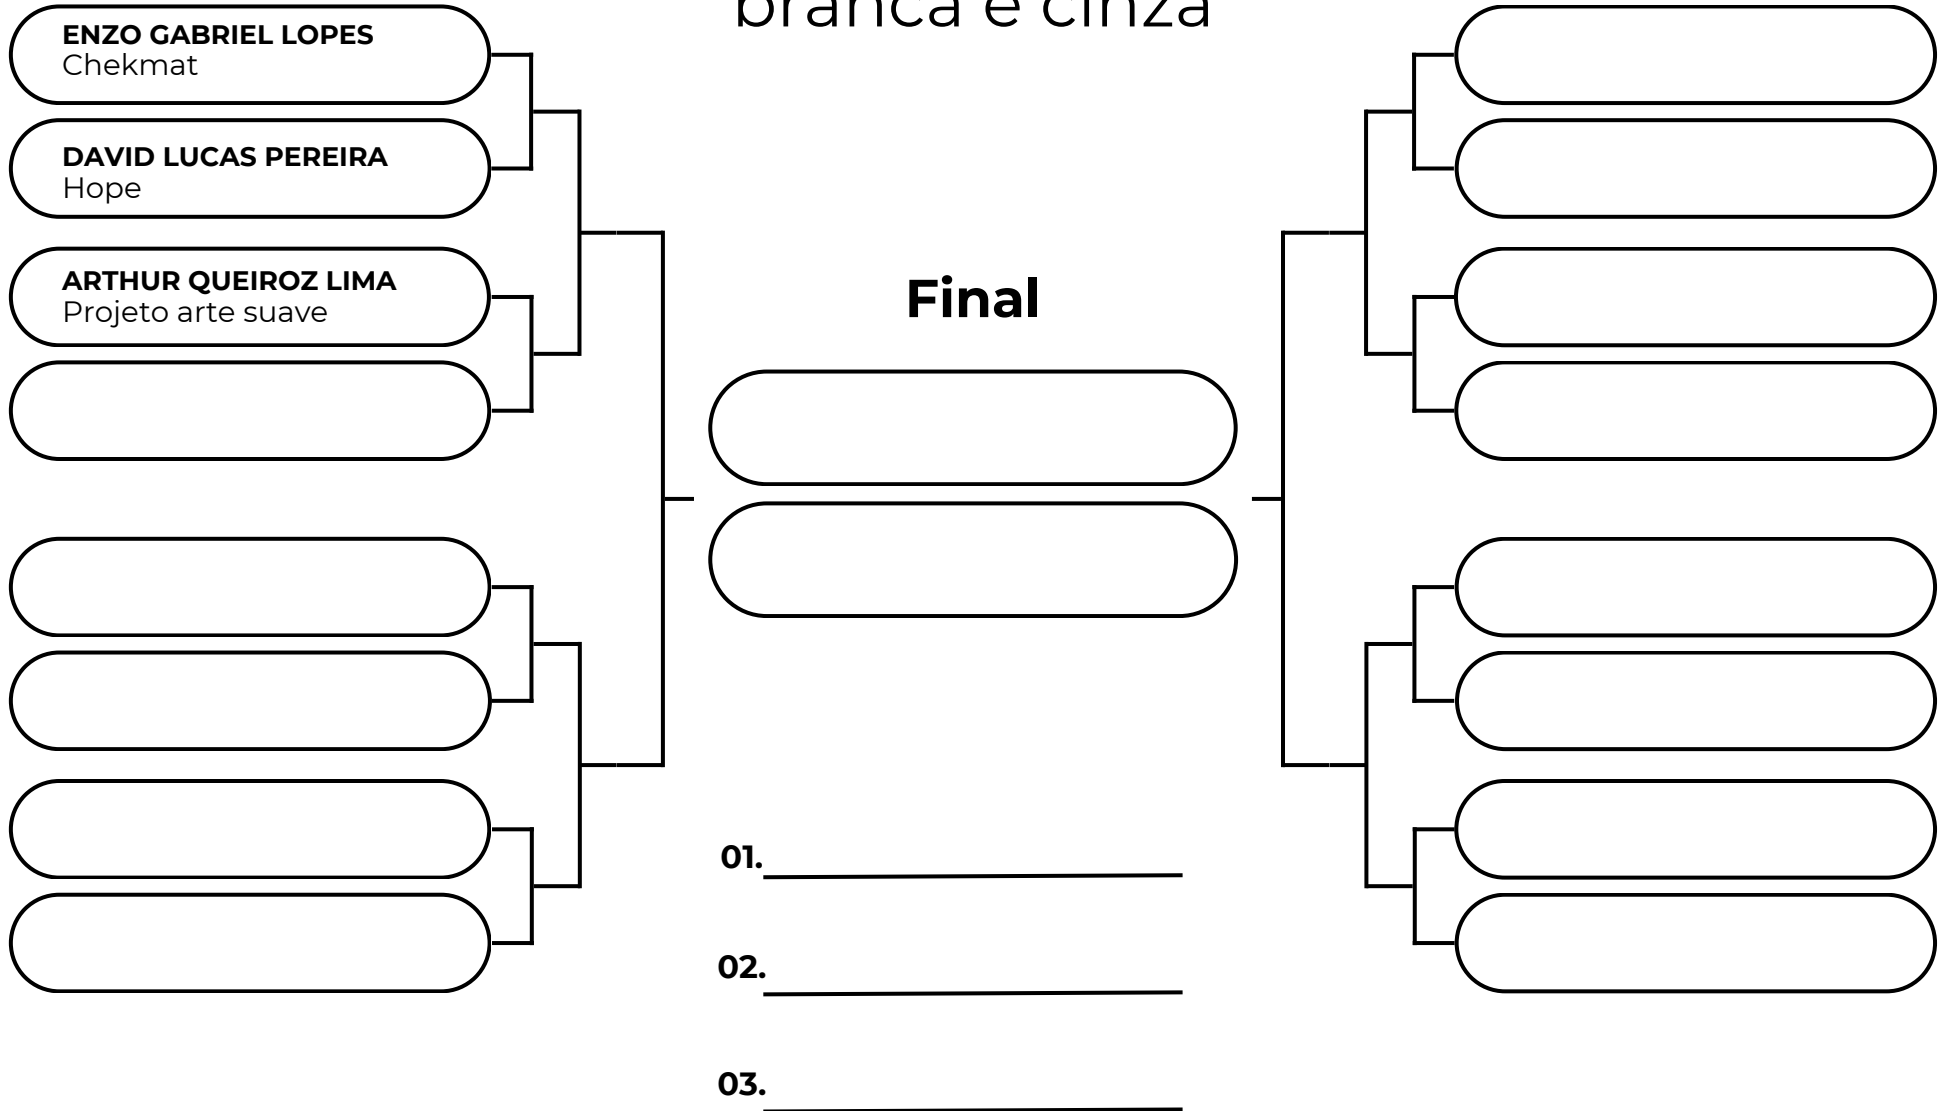 branca e cinza
ENZO GABRIEL LOPES
Chekmat
DAVID LUCAS PEREIRA
Hope
ARTHUR QUEIROZ LIMA
Projeto arte suave
Final
01.
02.
03.